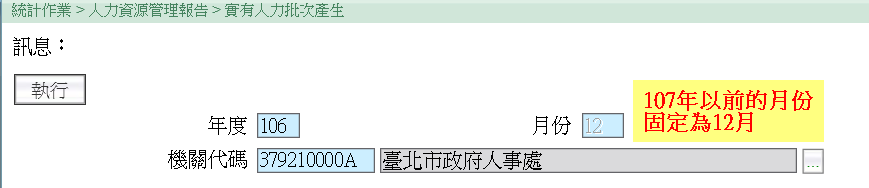 統計作業 > 人力資源管理報告 > 實有人力批次產生
訊息：
執行
年度 106 月份 12
107年以前的月份
固定為12月
機關代碼 379210000A 臺北市政府人事處 ...